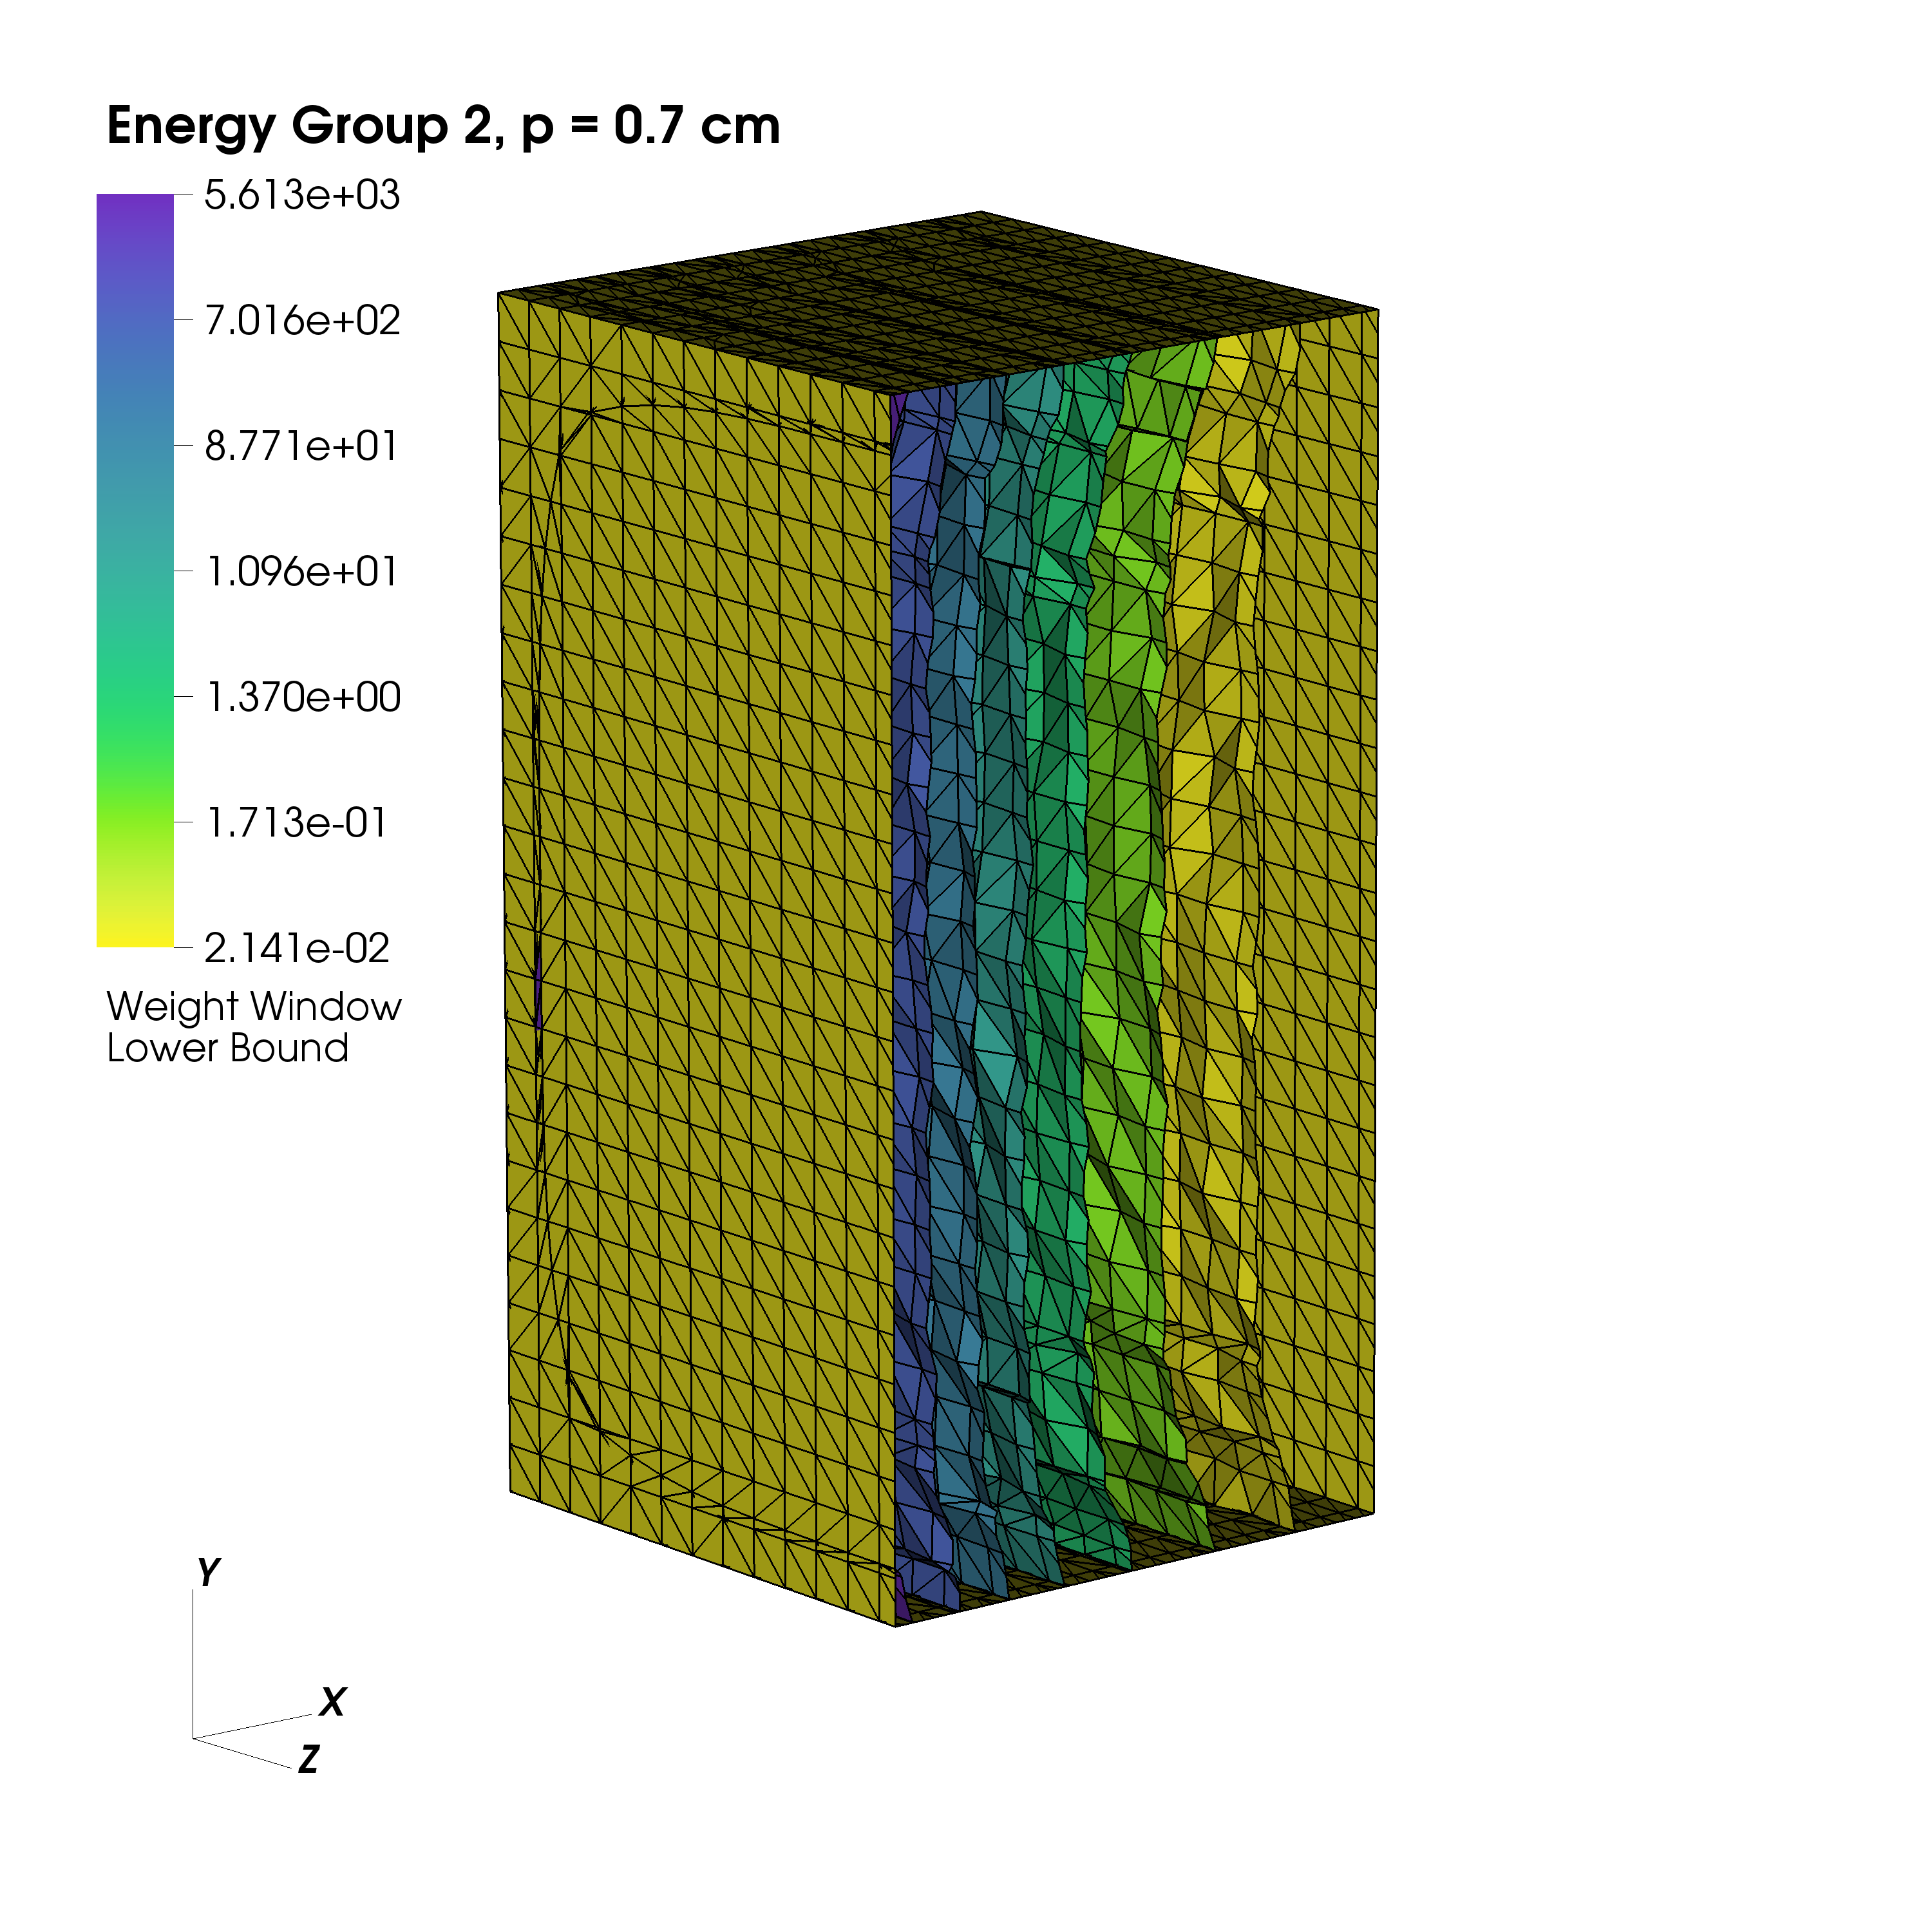 Energy Group 2, p = 0.7 cm
5.613e+03
7.016e+02
8.771e+01
1.096e+01
1.370e+00
1.713e-01
2.141e-02
Weight Window
Lower Bound
Y
X
Z